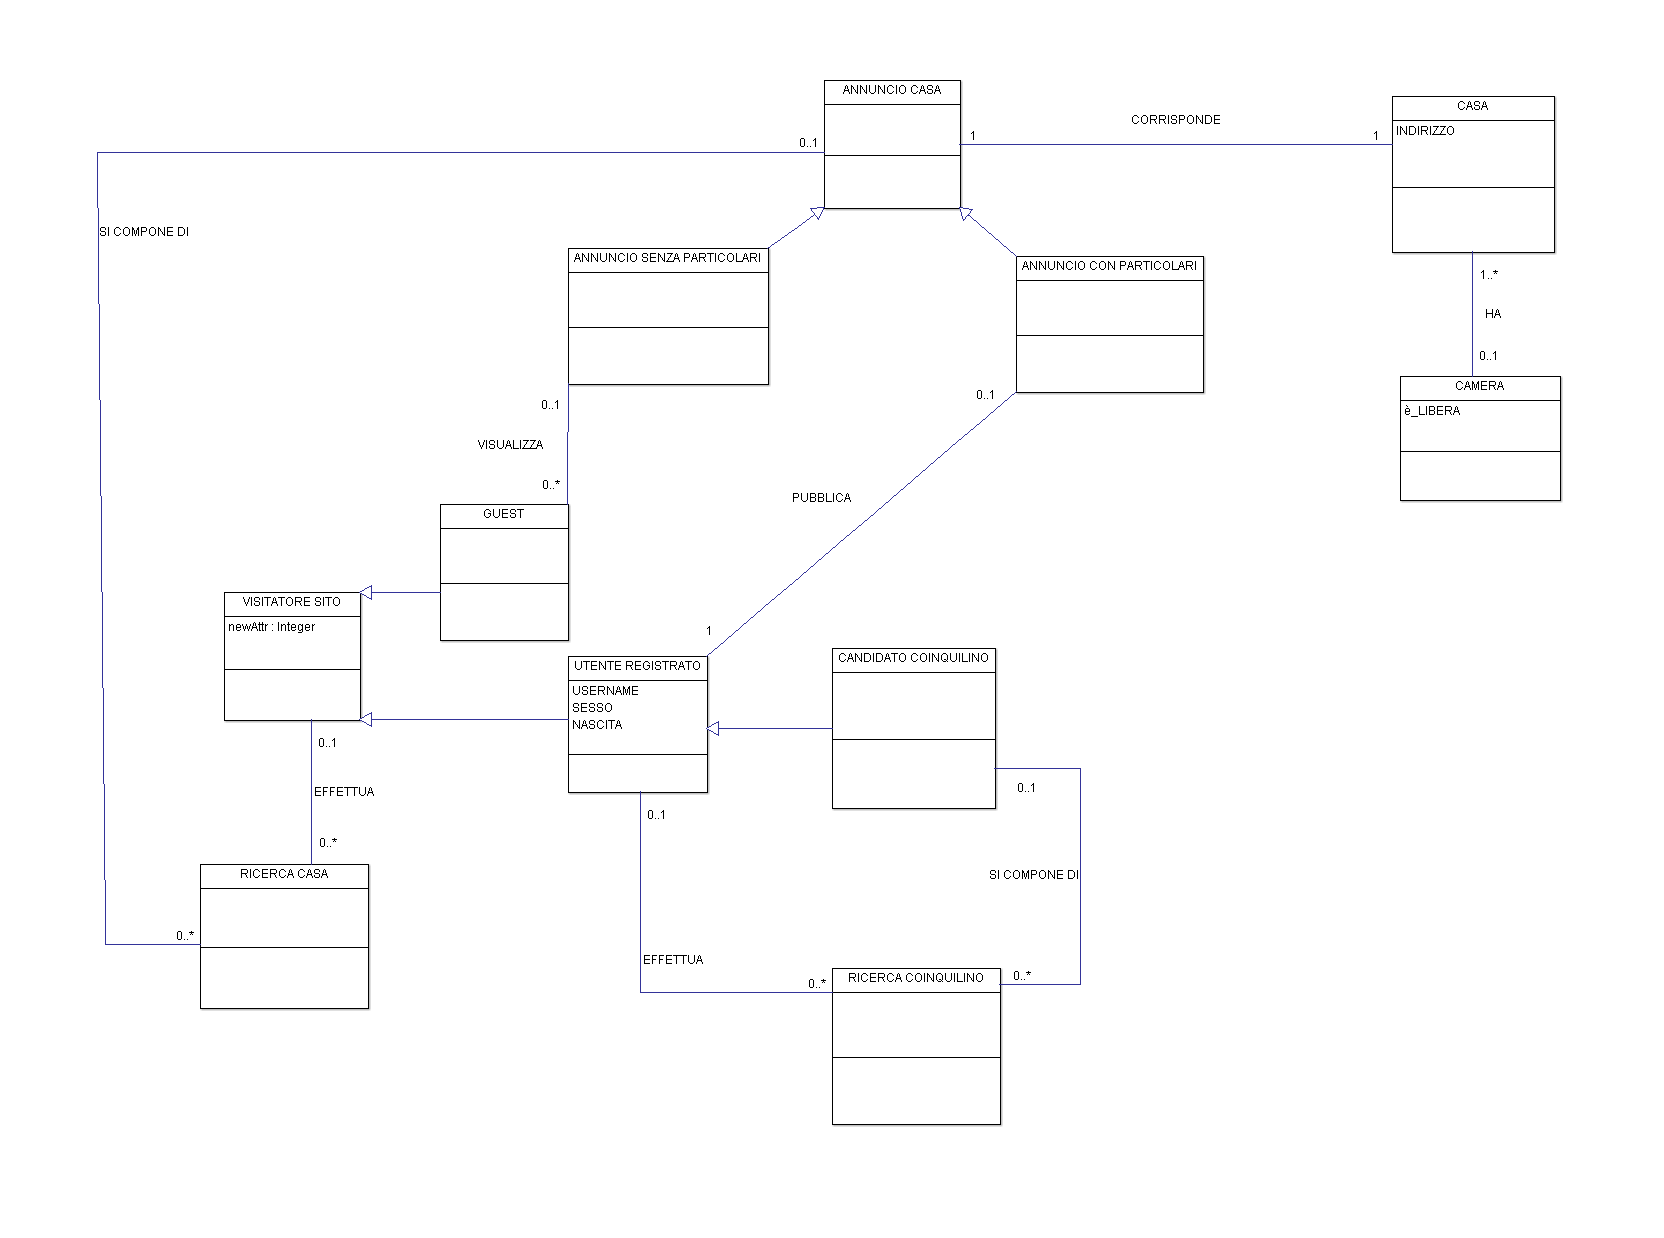 ANNUNCIO CASA
CASA
INDIRIZZO
CORRISPONDE
1
1
0..1
SI COMPONE DI
ANNUNCIO SENZA PARTICOLARI
ANNUNCIO CON PARTICOLARI
1..*
HA
0..1
CAMERA
è_LIBERA
0..1
0..1
VISUALIZZA
0..*
PUBBLICA
GUEST
VISITATORE SITO
newAttr : Integer
1
UTENTE REGISTRATO
USERNAME
SESSO
NASCITA
CANDIDATO COINQUILINO
0..1
EFFETTUA
0..*
0..1
0..1
RICERCA CASA
SI COMPONE DI
0..*
EFFETTUA
0..*
RICERCA COINQUILINO
0..*